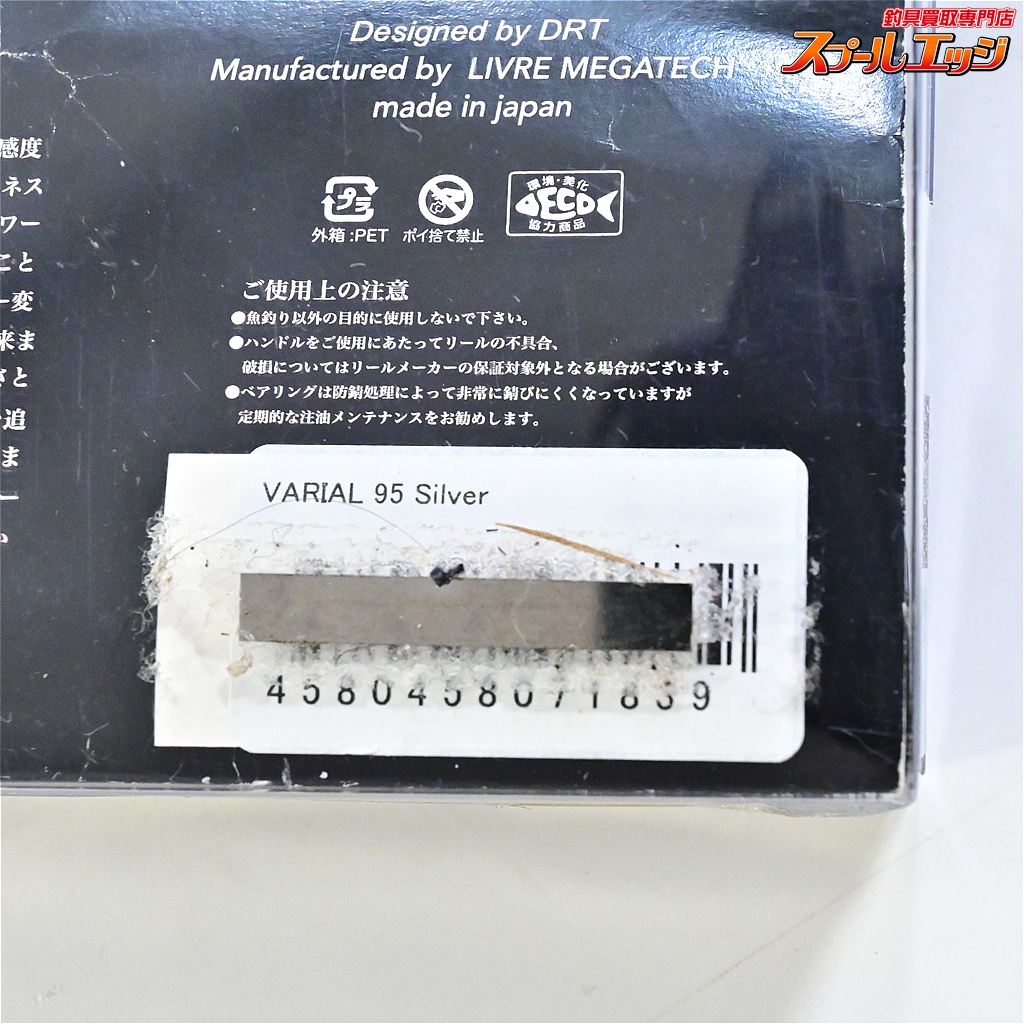 釣具買取専門店
スプールエッジ
Designed by DRT
Manufactured by LIVRE MEGATECH
made in japan
感度
ネス
ワー
こと
一変
来ま
さと
追
ま
ー
プラ
外箱:PET
ポイ捨て禁止
環境・美化
ECO
協力商品
ご使用上の注意
●魚釣り以外の目的に使用しないで下さい。
●ハンドルをご使用にあたってリールの不具合、
破損についてはリールメーカーの保証対象外となる場合がございます。
●ベアリングは防錆処理によって非常に錆びにくくなっていますが
定期的な注油メンテナンスをお勧めします。
VARIAL 95 Silver
4580458071839